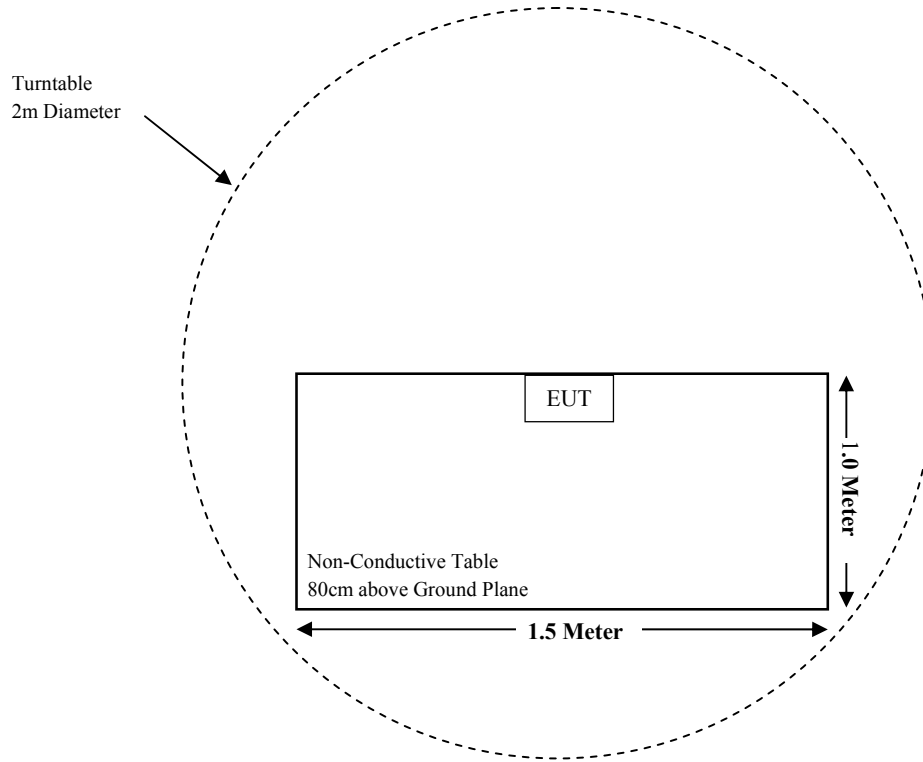 Turntable
2m Diameter
EUT
1.0 Meter
Non-Conductive Table
80cm above Ground Plane
1.5 Meter